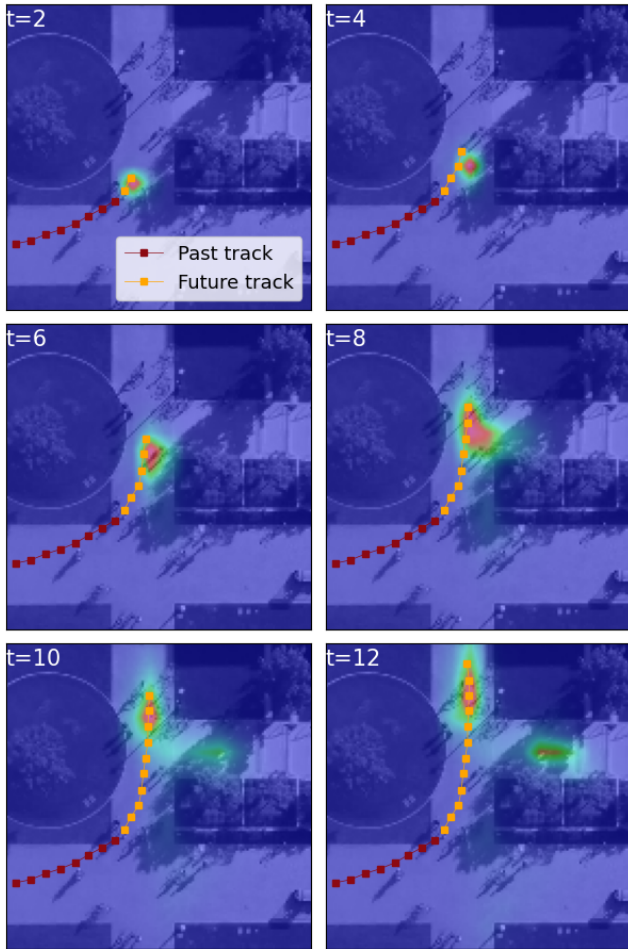 t=2
t=4
Past track
Future track
t=6
t=8
t=10
t=12